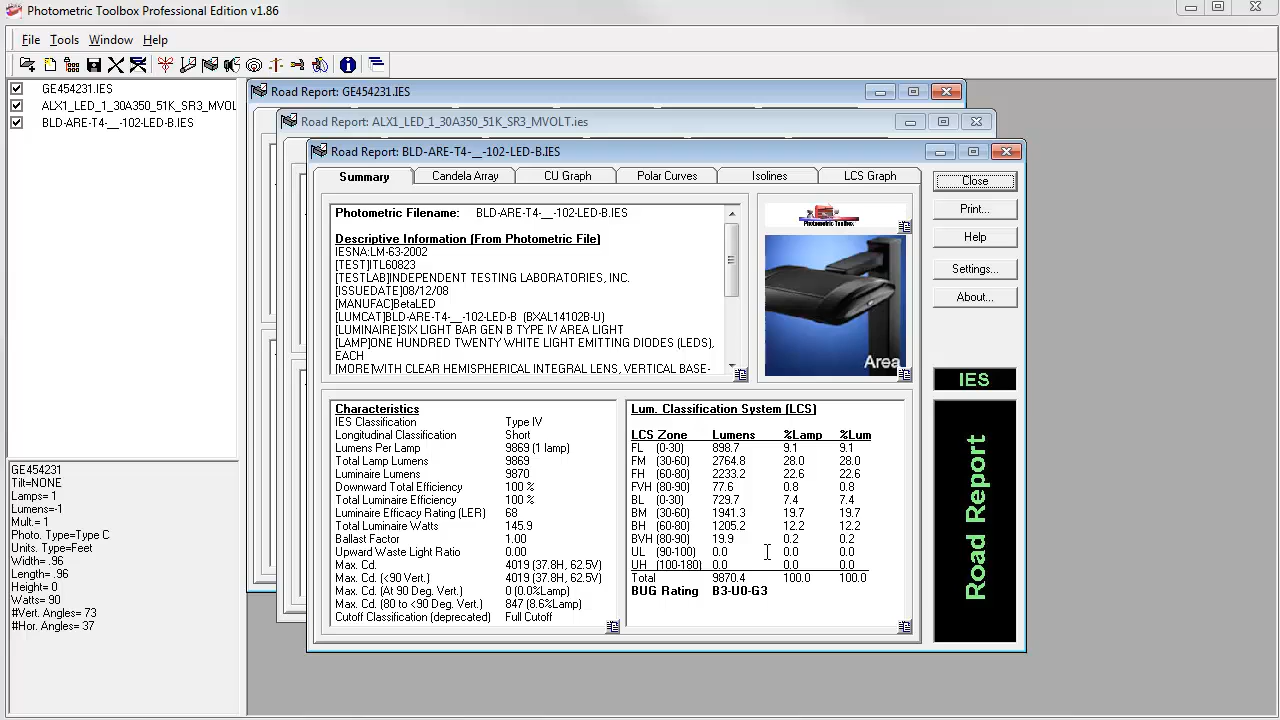 Photometric Toolbox Professional Edition v1.86
File Tools Window Help
GE454231.IES
ALX1_LED_1_30A350_51K_SR3_MVOL
BLD-ARE-T4-__-102-LED-B.IES
GE454231
Tilt=NONE
Lamps= 1
Lumens=-1
Mult.= 1
Photo. Type=Type C
Units. Type=Feet
Width= .96
Length= .96
Height= 0
Watts= 90
#Vert. Angles= 73
#Hor. Angles= 37
Road Report: GE454231.IES
Road Report: ALX1_LED_1_30A350_51K_SR3_MVOLT.ies
Road Report: BLD-ARE-T4-__-102-LED-B.IES
Summary Candela Array CU Graph Polar Curves Isolines LCS Graph
Photometric Filename: BLD-ARE-T4-__-102-LED-B.IES
Descriptive Information (From Photometric File)
IESNA:LM-63-2002
[TEST]ITL60823
[TESTLAB]INDEPENDENT TESTING LABORATORIES, INC.
[ISSUEDATE]08/12/08
[MANUFAC]BetaLED
[LUMCAT]BLD-ARE-T4-__-102-LED-B (BXAL14102B-U)
[LUMINAIRE]SIX LIGHT BAR GEN B TYPE IV AREA LIGHT
[LAMP]ONE HUNDRED TWENTY WHITE LIGHT EMITTING DIODES (LEDS),
EACH
[MORE]WITH CLEAR HEMISPHERICAL INTEGRAL LENS, VERTICAL BASE-
Photometric Toolbox
Area
Close
Print...
Help
Settings...
About...
IES
Road Report
Characteristics
IES Classification Type IV
Longitudinal Classification Short
Lumens Per Lamp 9869 (1 lamp)
Total Lamp Lumens 9869
Luminaire Lumens 9870
Downward Total Efficiency 100 %
Total Luminaire Efficiency 100 %
Luminaire Efficacy Rating (LER) 68
Total Luminaire Watts 145.9
Ballast Factor 1.00
Upward Waste Light Ratio 0.00
Max. Cd. 4019 (37.8H, 62.5V)
Max. Cd. (<90 Vert.) 4019 (37.8H, 62.5V)
Max. Cd. (At 90 Deg. Vert.) 0 (0.0%Lamp)
Max. Cd. (80 to <90 Deg. Vert.) 847 (8.6%Lamp)
Cutoff Classification (deprecated) Full Cutoff
Lum. Classification System (LCS)
LCS Zone Lumens %Lamp %Lum
FL (0-30) 898.7 9.1 9.1
FM (30-60) 2764.8 28.0 28.0
FH (60-80) 2233.2 22.6 22.6
FVH (80-90) 77.6 0.8 0.8
BL (0-30) 729.7 7.4 7.4
BM (30-60) 1941.3 19.7 19.7
BH (60-80) 1205.2 12.2 12.2
BVH (80-90) 19.9 0.2 0.2
UL (90-100) 0.0 0.0 0.0
UH (100-180) 0.0 0.0 0.0
Total 9870.4 100.0 100.0
BUG Rating B3-U0-G3